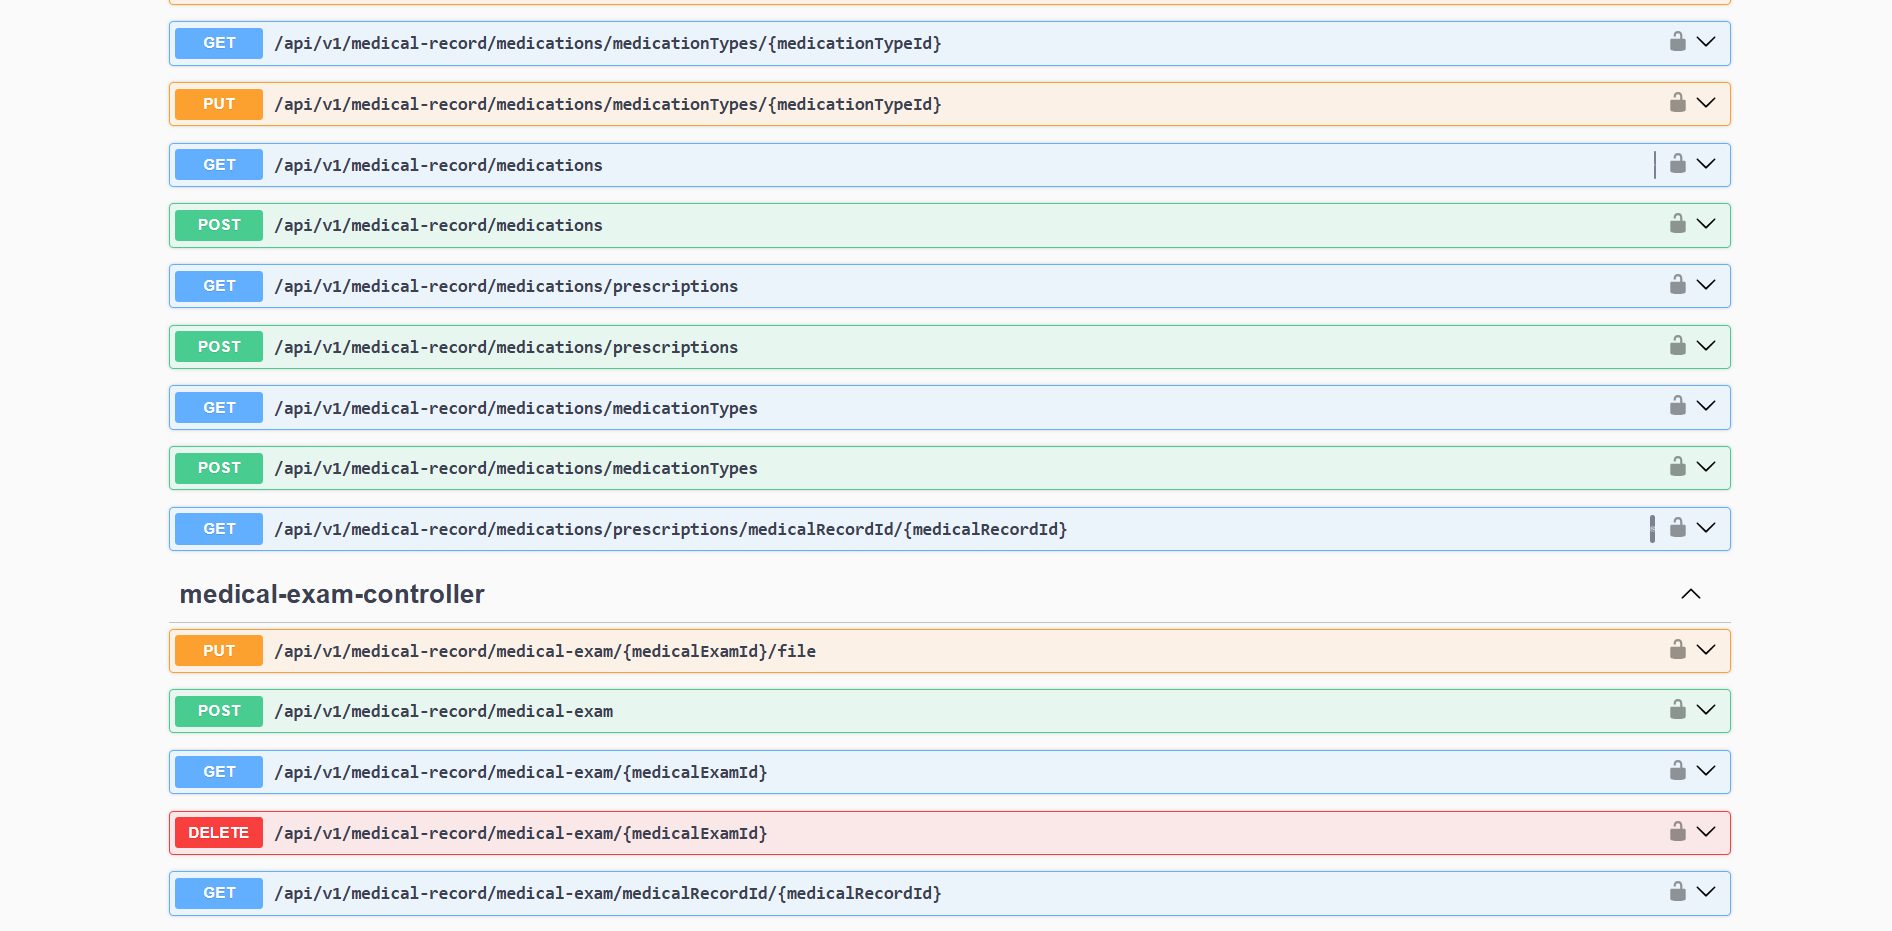 GET /api/v1/medical-record/medications/medicationTypes/{medicationTypeId}
PUT /api/v1/medical-record/medications/medicationTypes/{medicationTypeId}
GET /api/v1/medical-record/medications
POST /api/v1/medical-record/medications
GET /api/v1/medical-record/medications/prescriptions
POST /api/v1/medical-record/medications/prescriptions
GET /api/v1/medical-record/medications/medicationTypes
POST /api/v1/medical-record/medications/medicationTypes
GET /api/v1/medical-record/medications/prescriptions/medicalRecordId/{medicalRecordId}
medical-exam-controller
PUT /api/v1/medical-record/medical-exam/{medicalExamId}/file
POST /api/v1/medical-record/medical-exam
GET /api/v1/medical-record/medical-exam/{medicalExamId}
DELETE /api/v1/medical-record/medical-exam/{medicalExamId}
GET /api/v1/medical-record/medical-exam/medicalRecordId/{medicalRecordId}